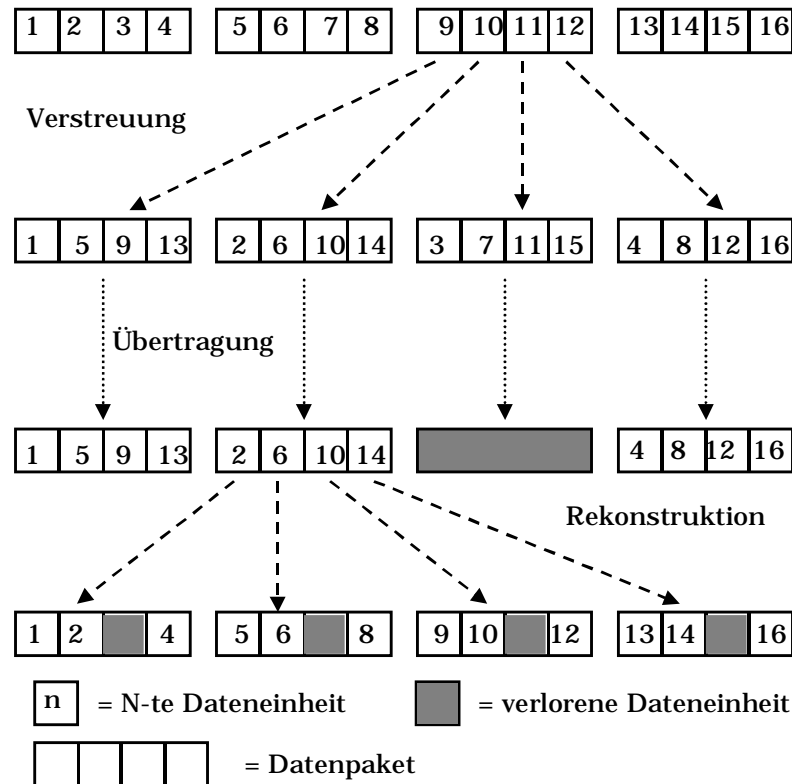 1 2 3 4 5 6 7 8 9 10 11 12 13 14 15 16
Verstreuung
1 5 9 13 2 6 10 14 3 7 11 15 4 8 12 16
Übertragung
1 5 9 13 2 6 10 14 4 8 12 16
Rekonstruktion
1 2 4 5 6 8 9 10 12 13 14 16
n = N-te Dateneinheit = verlorene Dateneinheit
= Datenpaket